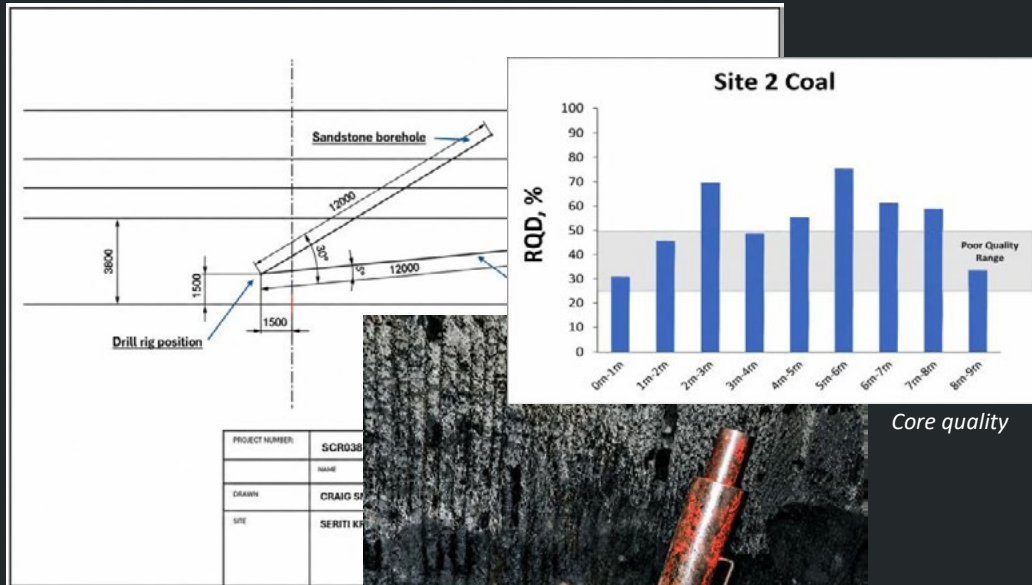 Sandstone borehole
12000
30°
5°
12000
3800
1500
1500
Drill rig position
PROJECT NUMBER:
SCR038
NAME
DRAWN
CRAIG
SITE
SERITI
Site 2 Coal
100
90
80
70
60
50
40
30
20
10
0
RQD, %
Poor Quality
Range
0m-1m
1m-2m
2m-3m
3m-4m
4m-5m
5m-6m
6m-7m
7m-8m
8m-9m
Core quality